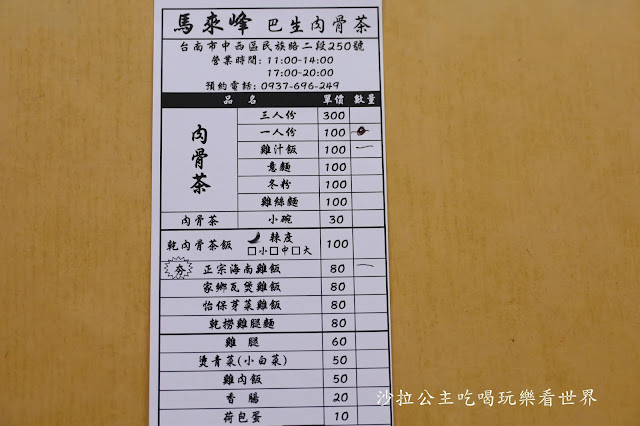 馬來峰 巴生肉骨茶
台南市中西區民族路二段250號
營業時間: 11:00-14:00
17:00-20:00
預約電話: 0937-696-249
品 名 單價 數量
肉骨茶
三人份 300
一人份 100
雞汁飯 100
意麵 100
冬粉 100
雞絲麵 100
肉骨茶 小碗 30
乾肉骨茶飯 辣度 □小□中□大 100
夯 正宗海南雞飯 80
家鄉瓦煲雞飯 80
怡保芽菜雞飯 80
乾撈雞腿麵 80
雞 腿 60
燙青菜(小白菜) 50
雞肉飯 50
香 腸 20
荷包蛋 10
沙拉公主吃喝玩樂看世界